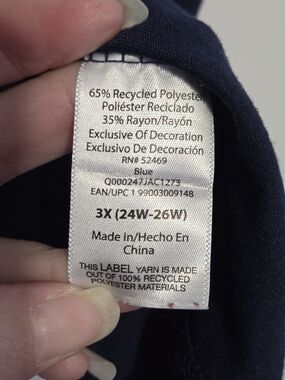 65% Recycled Polyester
Poliéster Reciclado
35% Rayon/Rayón
Exclusive Of Decoration
Exclusivo De Decoración
RN# 52469
Blue
Q000247JAC1273
EAN/UPC 1 99003009148
3X (24W-26W)
Made in/Hecho En
China
THIS LABEL YARN IS MADE
OUT OF 100% RECYCLED
POLYESTER MATERIALS